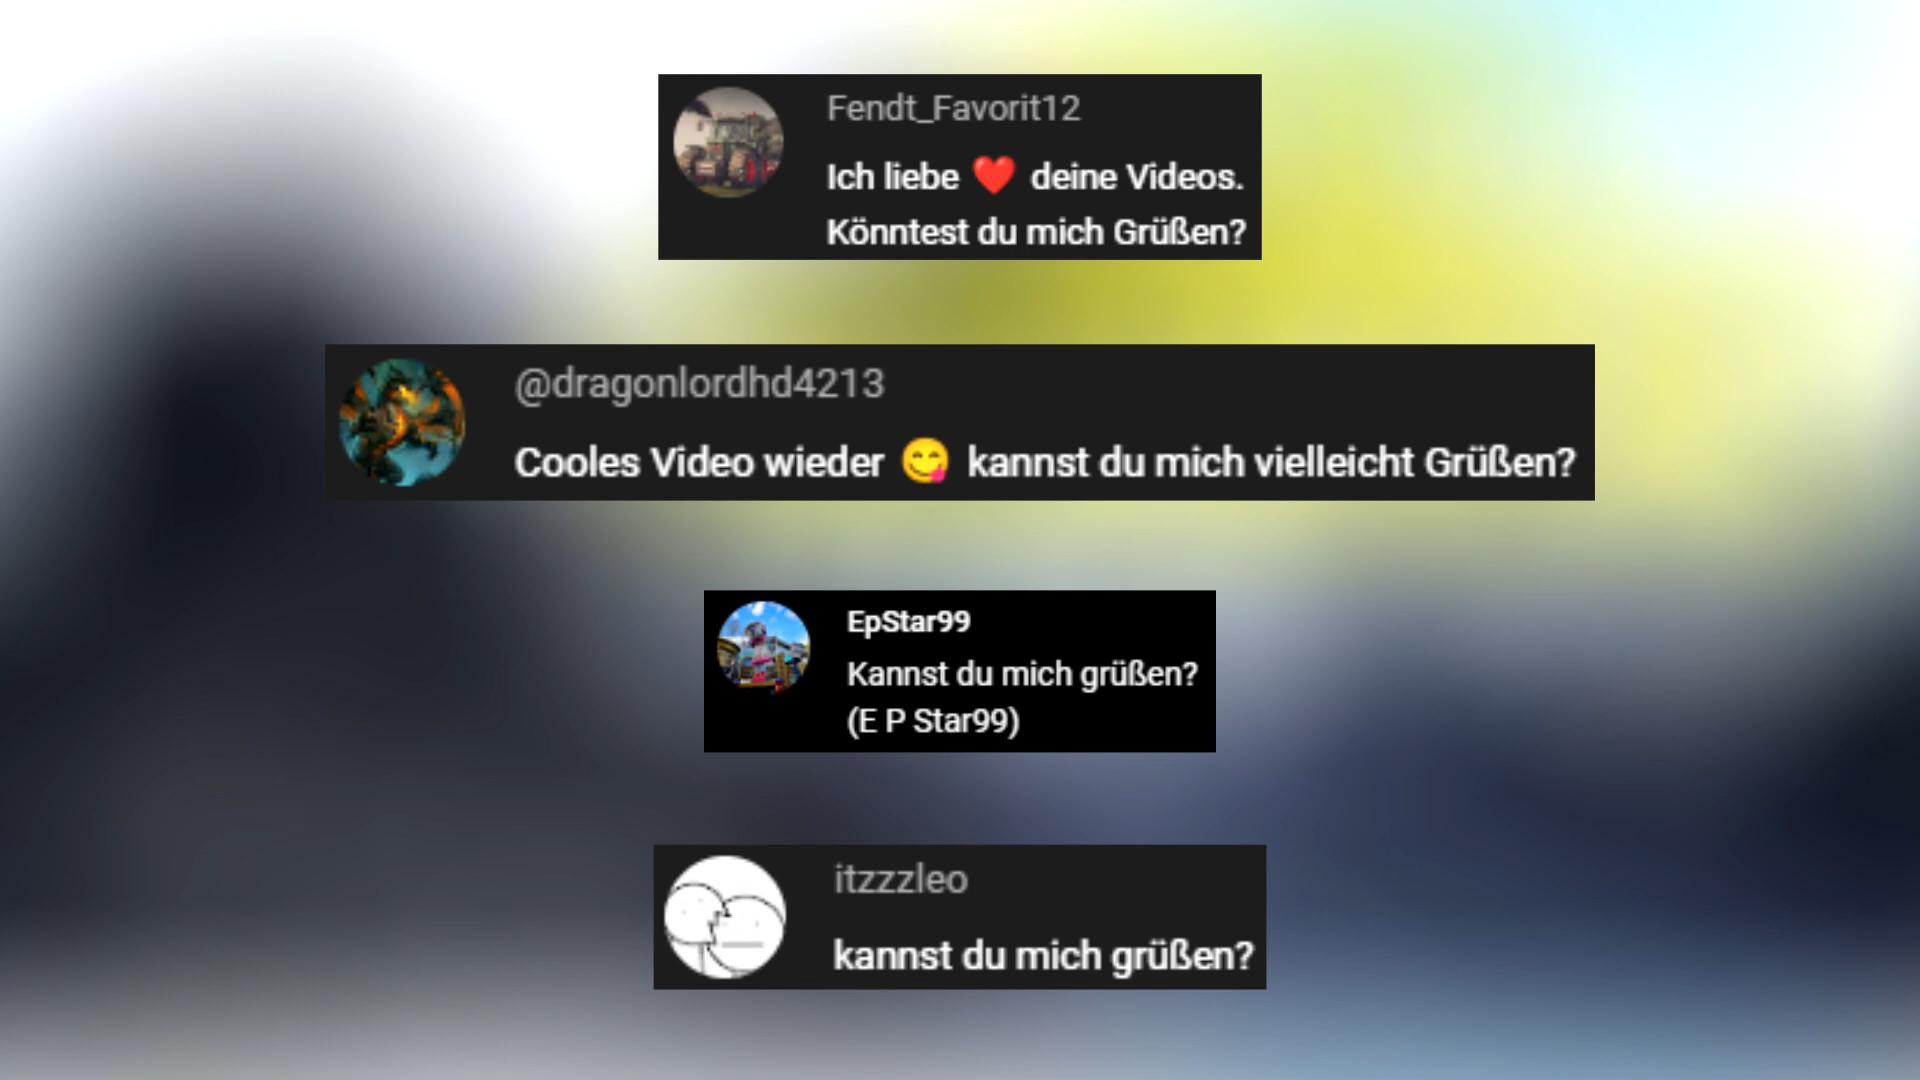 Fendt_Favorit12
Ich liebe ❤️ deine Videos.
Könntest du mich Grüßen?
@dragonlordhd4213
Cooles Video wieder 😋 kannst du mich vielleicht Grüßen?
EpStar99
Kannst du mich grüßen?
(E P Star99)
itzzzleo
kannst du mich grüßen?